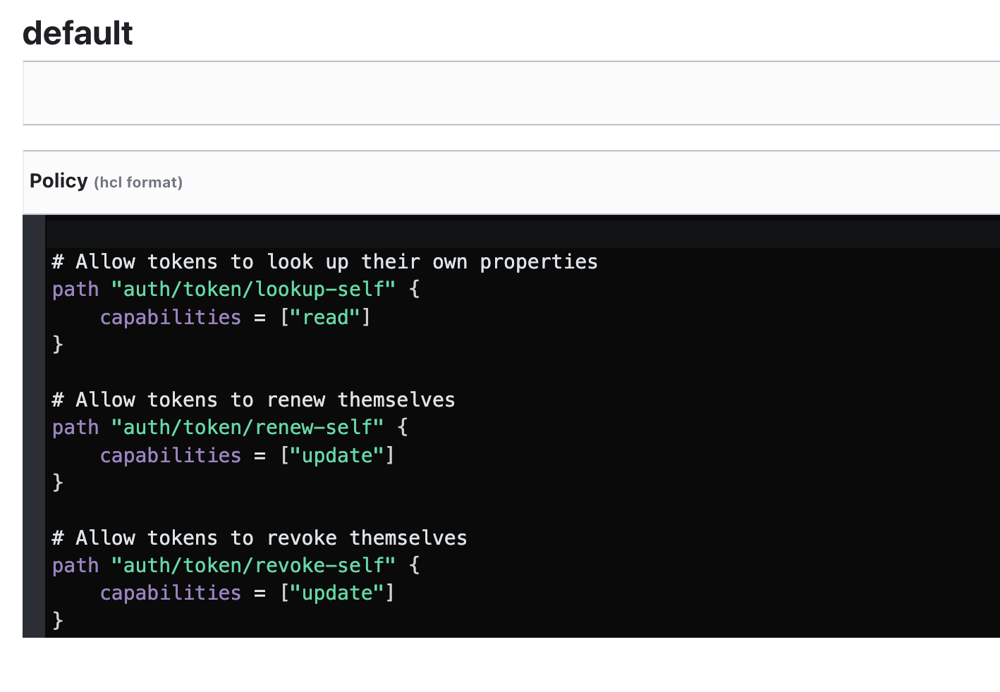 default
Policy (hcl format)
# Allow tokens to look up their own properties
path "auth/token/lookup-self" {
    capabilities = ["read"]
}
# Allow tokens to renew themselves
path "auth/token/renew-self" {
    capabilities = ["update"]
}
# Allow tokens to revoke themselves
path "auth/token/revoke-self" {
    capabilities = ["update"]
}